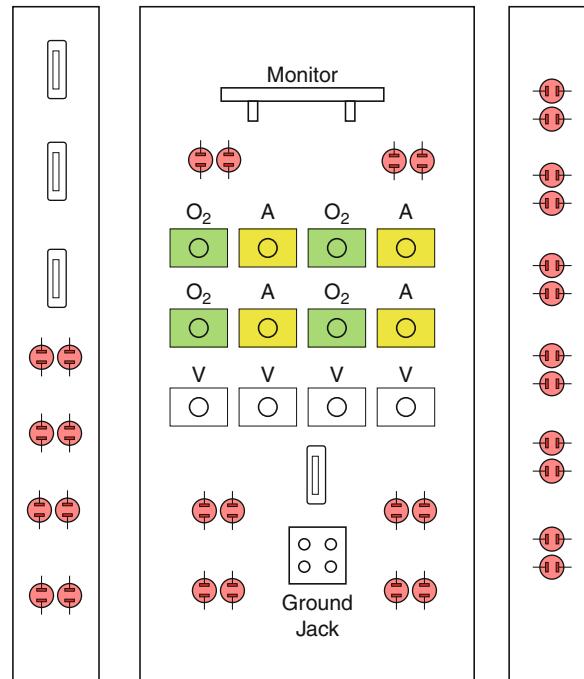 Monitor
O₂ A O₂ A
O₂ A O₂ A
V V V V
Ground
Jack